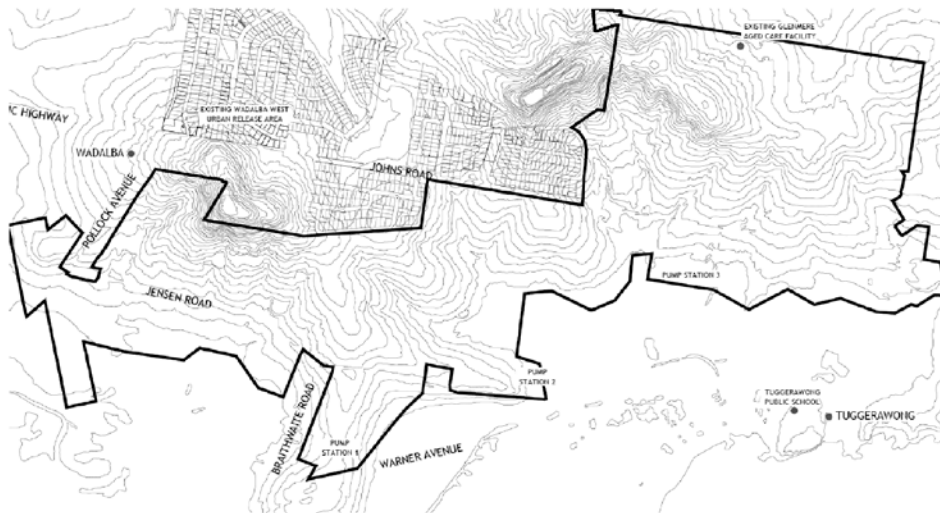 EXISTING GLENMERE
AGED CARE FACILITY
EXISTING WADALBA WEST
URBAN RELEASE AREA
IC HIGHWAY
WADALBA
JOHNS ROAD
POLLOCK AVENUE
PUMP STATION 3
JENSEN ROAD
PUMP
STATION 2
TUGGERAWONG
PUBLIC SCHOOL
TUGGERAWONG
BRAITHWAITE ROAD
PUMP
STATION
WARNER AVENUE